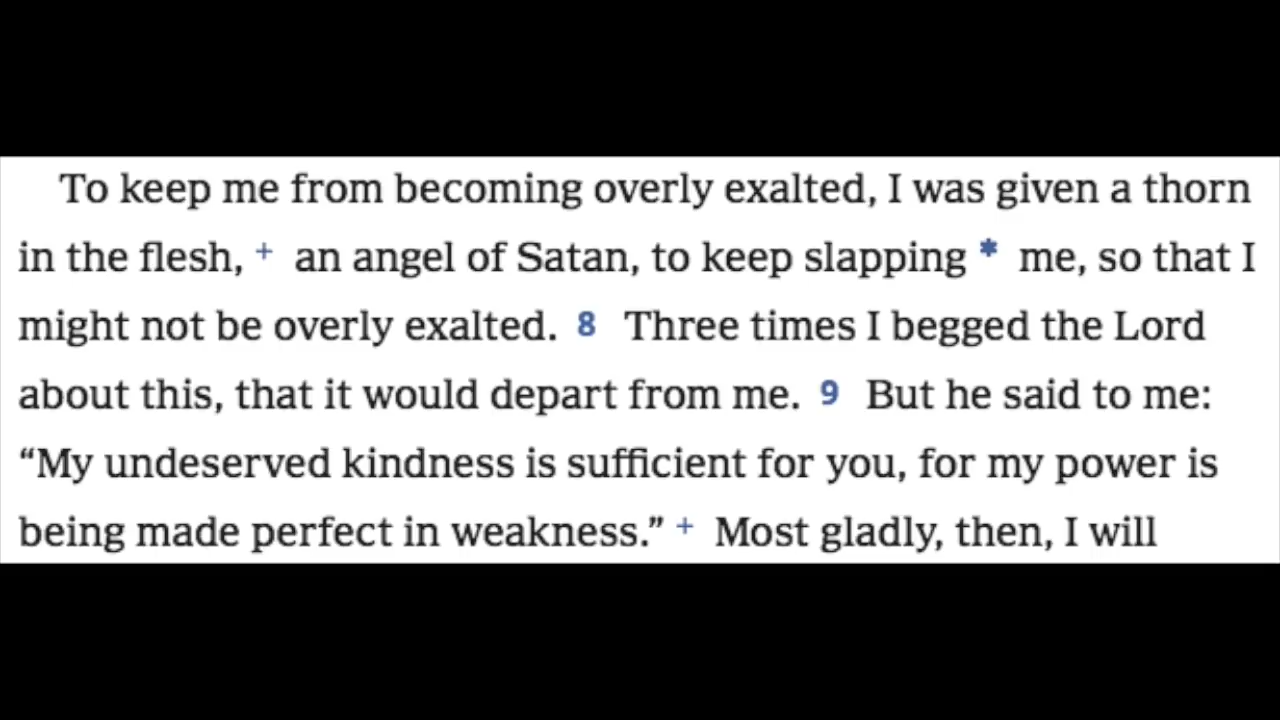 To keep me from becoming overly exalted, I was given a thorn
in the flesh, + an angel of Satan, to keep slapping * me, so that I
might not be overly exalted. 8 Three times I begged the Lord
about this, that it would depart from me. 9 But he said to me:
“My undeserved kindness is sufficient for you, for my power is
being made perfect in weakness.” + Most gladly, then, I will